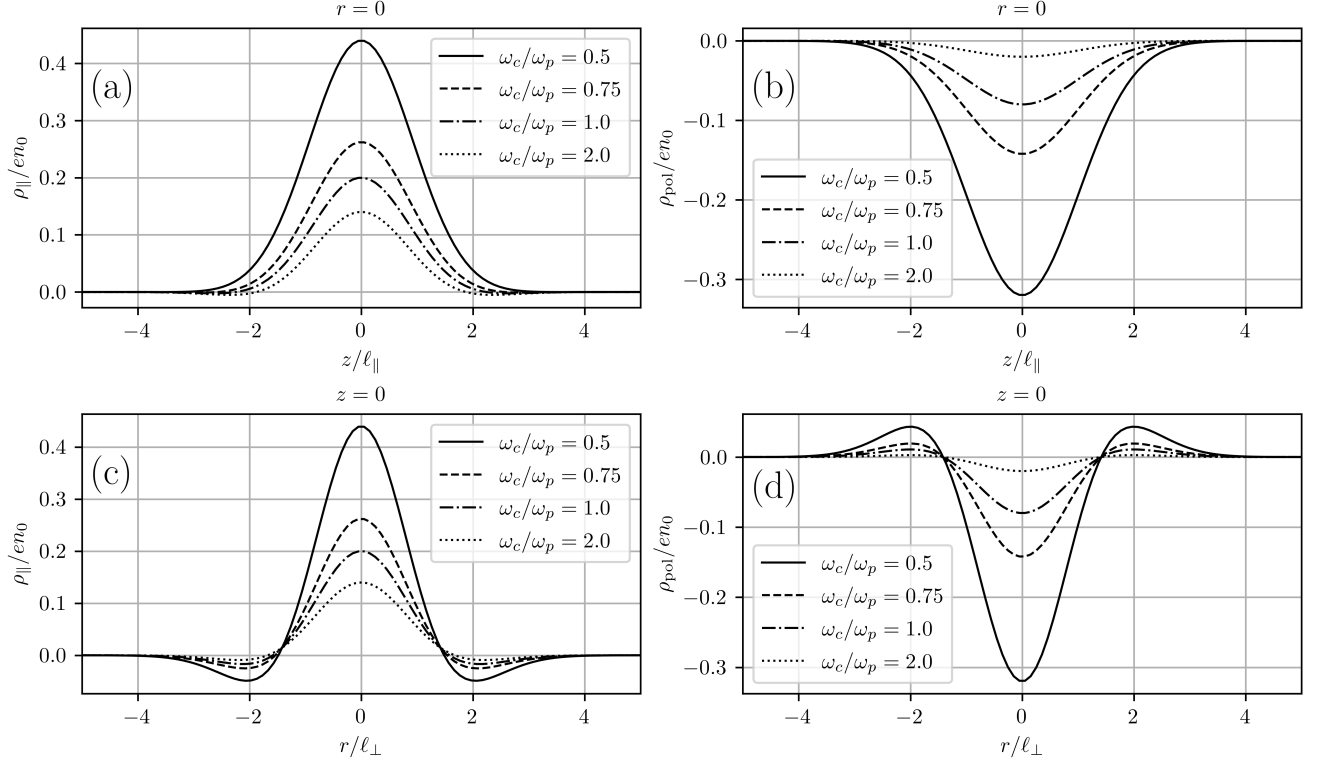 r = 0
(a)
ω_c/ω_p = 0.5
ω_c/ω_p = 0.75
ω_c/ω_p = 1.0
ω_c/ω_p = 2.0
0.4
0.3
0.2
0.1
0.0
ρ_∥/en_0
−4 −2 0 2 4
z/ℓ_∥
r = 0
(b)
ω_c/ω_p = 0.5
ω_c/ω_p = 0.75
ω_c/ω_p = 1.0
ω_c/ω_p = 2.0
0.0
−0.1
−0.2
−0.3
ρ_pol/en_0
−4 −2 0 2 4
z/ℓ_∥
z = 0
(c)
ω_c/ω_p = 0.5
ω_c/ω_p = 0.75
ω_c/ω_p = 1.0
ω_c/ω_p = 2.0
0.4
0.3
0.2
0.1
0.0
ρ_∥/en_0
−4 −2 0 2 4
r/ℓ_⊥
z = 0
(d)
ω_c/ω_p = 0.5
ω_c/ω_p = 0.75
ω_c/ω_p = 1.0
ω_c/ω_p = 2.0
0.0
−0.1
−0.2
−0.3
ρ_pol/en_0
−4 −2 0 2 4
r/ℓ_⊥